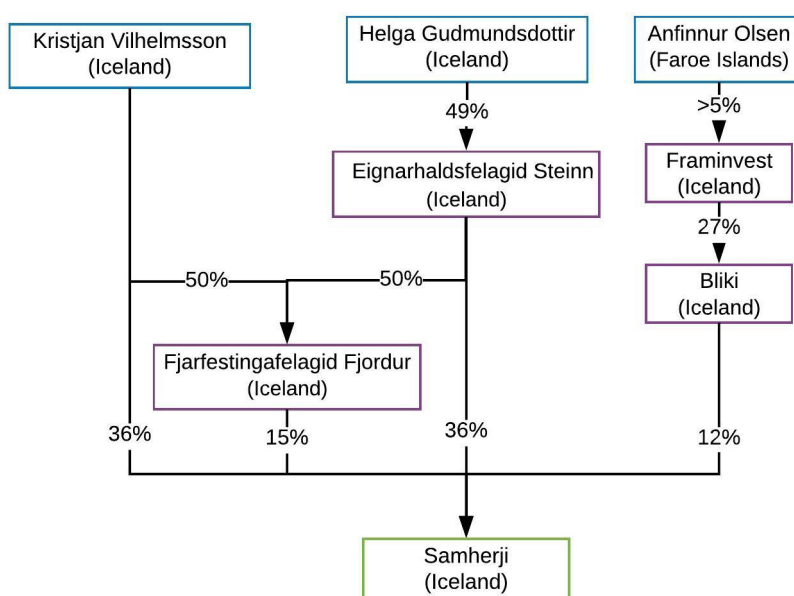 Kristjan Vilhelmsson
(Iceland)
Helga Gudmundsdottir
(Iceland)
Anfinnur Olsen
(Faroe Islands)
49%
>5%
Eignarhaldsfelagid Steinn
(Iceland)
Framinvest
(Iceland)
27%
50%
50%
Bliki
(Iceland)
Fjarfestingafelagid Fjordur
(Iceland)
36%
15%
36%
12%
Samherji
(Iceland)